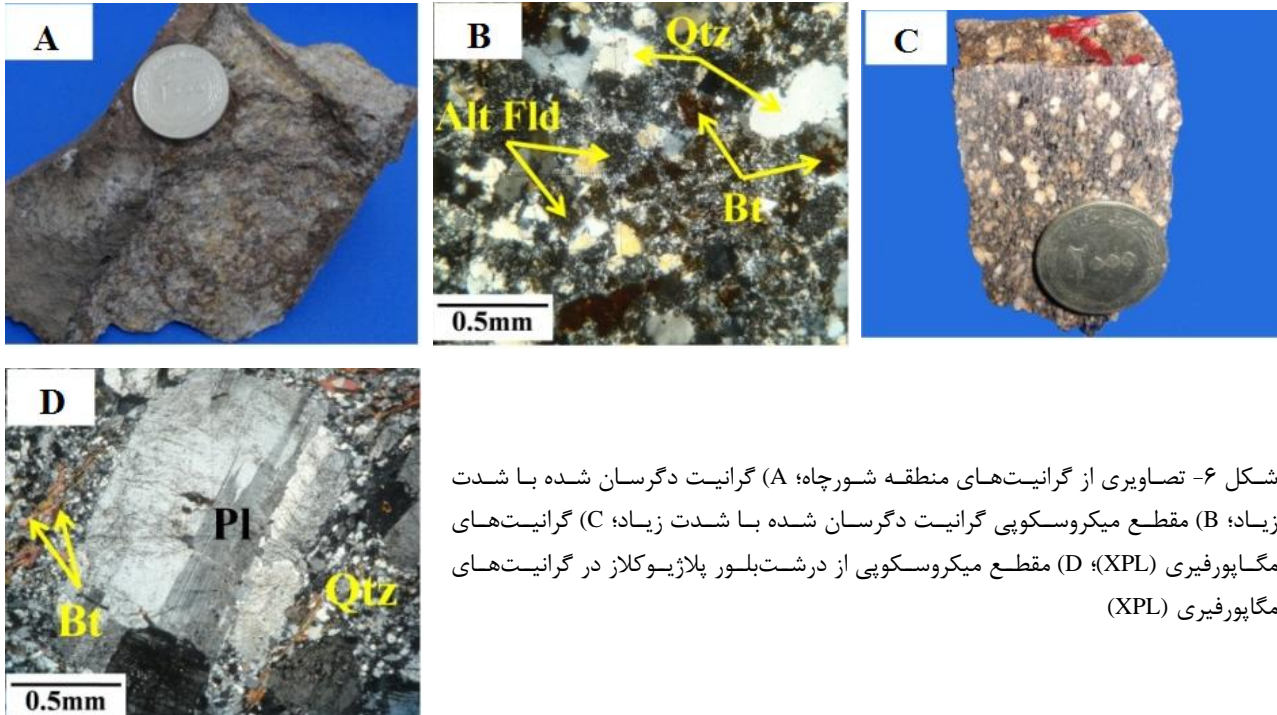 A
B
Qtz
Alt Fld
Bt
0.5mm
C
D
Pl
Bt
Qtz
0.5mm
شکل ۶- تصاویری از گرانیت‌های منطقه شورچاه؛ A) گرانیت دگرسان شده با شدت
زیاد؛ B) مقطع میکروسکوپی گرانیت دگرسان شده با شدت زیاد؛ C) گرانیت‌های
مگاپورفیری (XPL)؛ D) مقطع میکروسکوپی از درشت‌بلور پلاژیوکلاز در گرانیت‌های
مگاپورفیری (XPL)